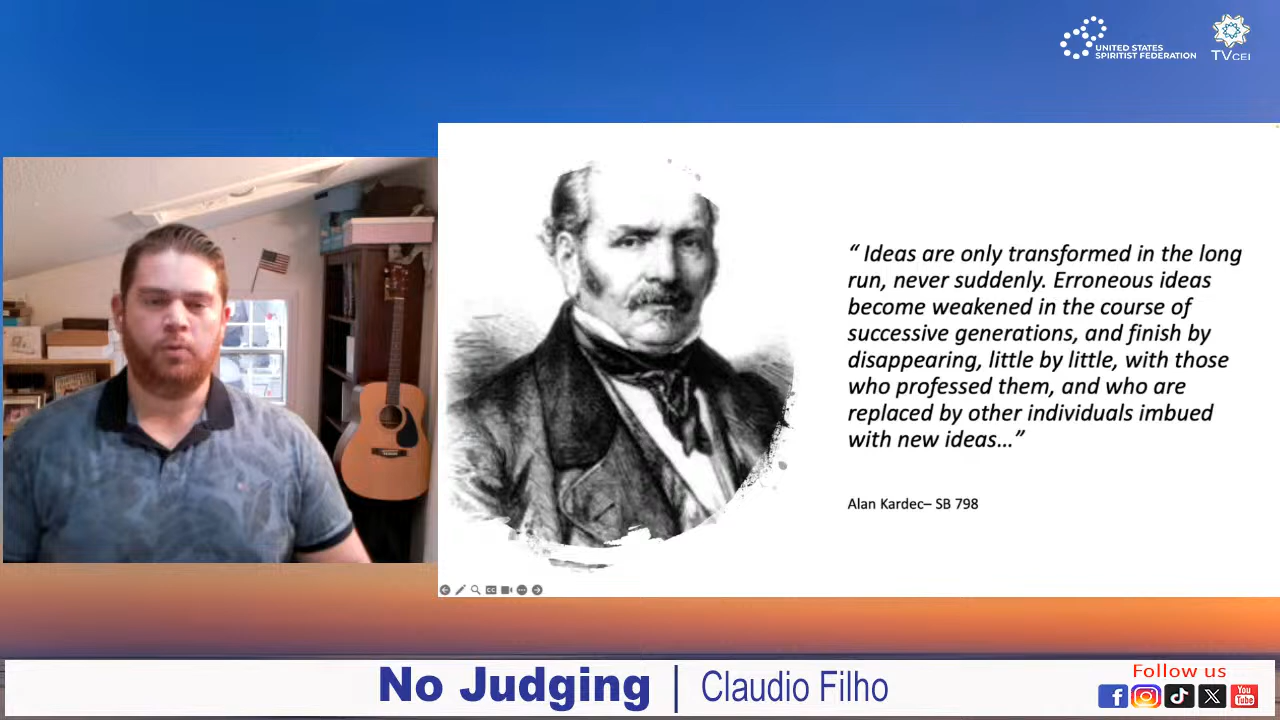 UNITED STATES
SPIRITIST FEDERATION
TVCEI
“ Ideas are only transformed in the long
run, never suddenly. Erroneous ideas
become weakened in the course of
successive generations, and finish by
disappearing, little by little, with those
who professed them, and who are
replaced by other individuals imbued
with new ideas…”
Alan Kardec– SB 798
CC
No Judging | Claudio Filho
Follow us
You
Tube